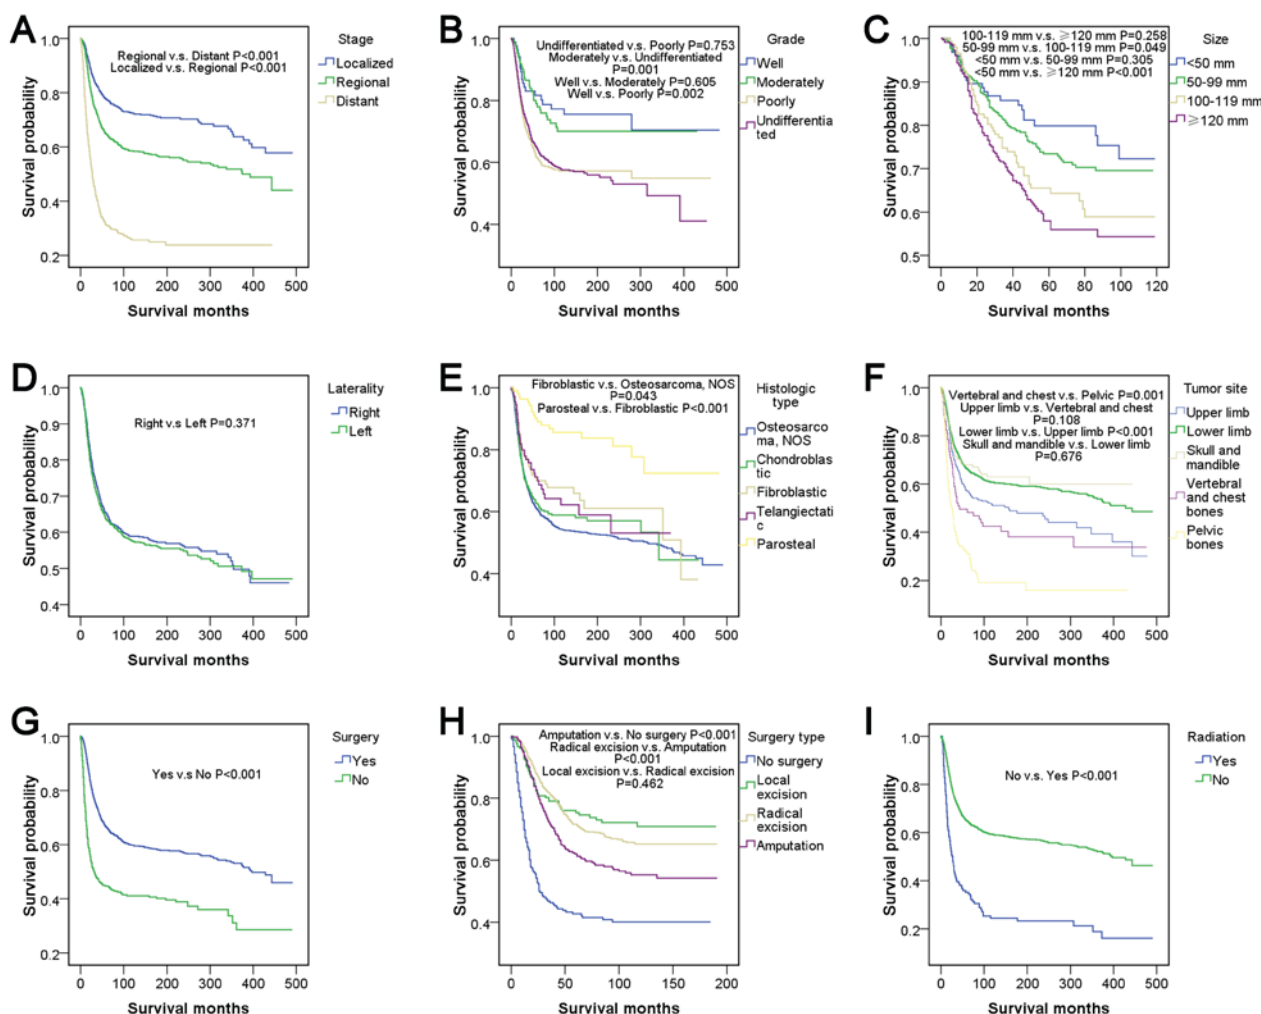 A
Stage
Regional v.s. Distant P<0.001
Localized v.s. Regional P<0.001
Localized
Regional
Distant
1.0
0.8
0.6
0.4
0.2
Survival probability
0 100 200 300 400 500
Survival months
B
Grade
Undifferentiated v.s. Poorly P=0.753
Moderately v.s. Undifferentiated
P=0.001
Well v.s. Moderately P=0.605
Well v.s. Poorly P=0.002
Well
Moderately
Poorly
Undifferentia
ted
1.0
0.8
0.6
0.4
Survival probability
0 100 200 300 400 500
Survival months
C
Size
100-119 mm v.s. ≥120 mm P=0.258
50-99 mm v.s. 100-119 mm P=0.049
<50 mm v.s. 50-99 mm P=0.305
<50 mm v.s. ≥120 mm P<0.001
<50 mm
50-99 mm
100-119 mm
≥120 mm
1.0
0.9
0.8
0.7
0.6
0.5
Survival probability
0 20 40 60 80 100 120
Survival months
D
Laterality
Right v.s Left P=0.371
Right
Left
1.0
0.9
0.8
0.7
0.6
0.5
0.4
Survival probability
0 100 200 300 400 500
Survival months
E
Histologic
type
Fibroblastic v.s. Osteosarcoma, NOS
P=0.043
Parosteal v.s. Fibroblastic P<0.001
Osteosarco
ma, NOS
Chondroblas
tic
Fibroblastic
Telangiectati
c
Parosteal
1.0
0.8
0.6
0.4
Survival probability
0 100 200 300 400 500
Survival months
F
Tumor site
Vertebral and chest v.s. Pelvic P=0.001
Upper limb v.s. Vertebral and chest
P=0.108
Lower limb v.s. Upper limb P<0.001
Skull and mandible v.s. Lower limb
P=0.676
Upper limb
Lower limb
Skull and
mandible
Vertebral
and chest
bones
Pelvic
bones
1.0
0.8
0.6
0.4
0.2
Survival probability
0 100 200 300 400 500
Survival months
G
Surgery
Yes v.s No P<0.001
Yes
No
1.0
0.8
0.6
0.4
0.2
Survival probability
0 100 200 300 400 500
Survival months
H
Surgery type
Amputation v.s. No surgery P<0.001
Radical excision v.s. Amputation
P<0.001
Local excision v.s. Radical excision
P=0.462
No surgery
Local
excision
Radical
excision
Amputation
1.0
0.8
0.6
0.4
Survival probability
0 50 100 150 200
Survival months
I
Radiation
No v.s. Yes P<0.001
Yes
No
1.0
0.8
0.6
0.4
0.2
Survival probability
0 100 200 300 400 500
Survival months